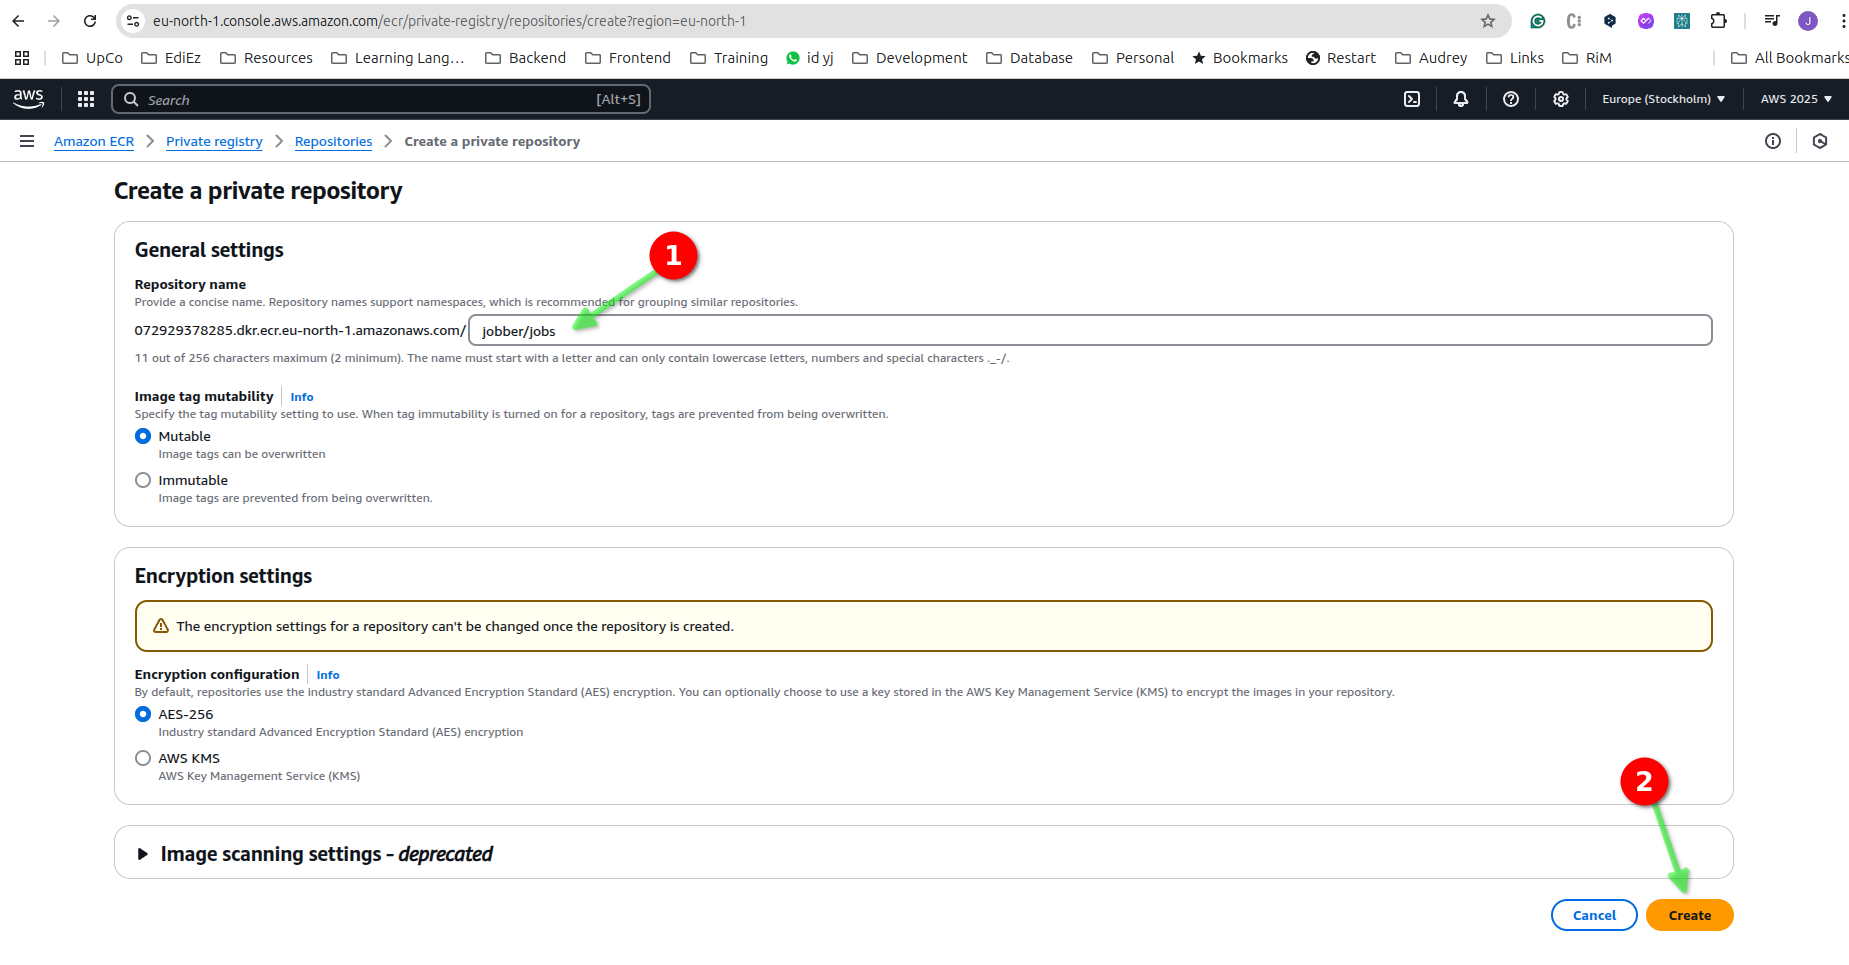 eu-north-1.console.aws.amazon.com/ecr/private-registry/repositories/create?region=eu-north-1
J
UpCo EdiEz Resources Learning Lang... Backend Frontend Training id yj Development Database Personal Bookmarks Restart Audrey Links RiM All Bookmarks
aws Search [Alt+S] Europe (Stockholm) AWS 2025
Amazon ECR Private registry Repositories Create a private repository
Create a private repository
General settings
1
Repository name
Provide a concise name. Repository names support namespaces, which is recommended for grouping similar repositories.
072929378285.dkr.ecr.eu-north-1.amazonaws.com/ jobber/jobs
11 out of 256 characters maximum (2 minimum). The name must start with a letter and can only contain lowercase letters, numbers and special characters ._-/.
Image tag mutability Info
Specify the tag mutability setting to use. When tag immutability is turned on for a repository, tags are prevented from being overwritten.
Mutable
Image tags can be overwritten
Immutable
Image tags are prevented from being overwritten.
Encryption settings
The encryption settings for a repository can't be changed once the repository is created.
Encryption configuration Info
By default, repositories use the industry standard Advanced Encryption Standard (AES) encryption. You can optionally choose to use a key stored in the AWS Key Management Service (KMS) to encrypt the images in your repository.
AES-256
Industry standard Advanced Encryption Standard (AES) encryption
AWS KMS
AWS Key Management Service (KMS)
2
Image scanning settings - deprecated
Cancel Create